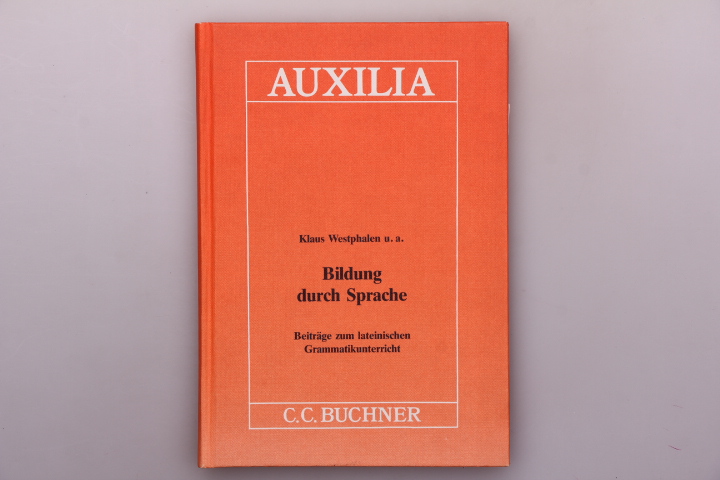 AUXILIA
Klaus Westphalen u. a.
Bildung
durch Sprache
Beiträge zum lateinischen
Grammatikunterricht
C.C. BUCHNER